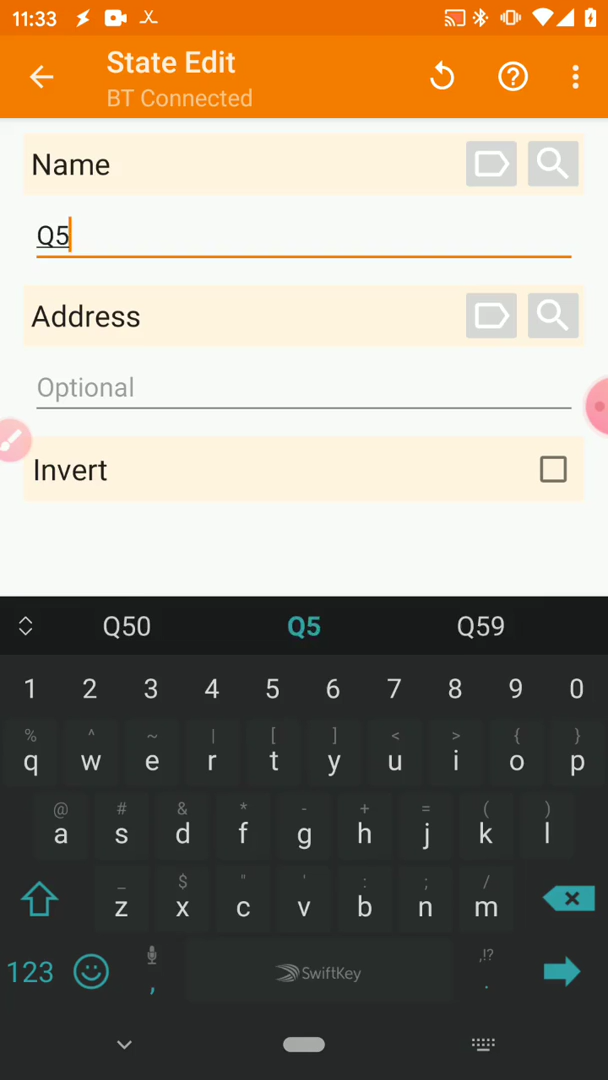 11:33
State Edit
BT Connected
Name
Q5
Address
Optional
Invert
Q50 Q5 Q59
1 2 3 4 5 6 7 8 9 0
% ^ ~ | [ ] < > { }
q w e r t y u i o p
@ # & * - + = ( )
a s d f g h j k l
_ $ " ' : ; /
z x c v b n m
,!?
123 , SwiftKey .